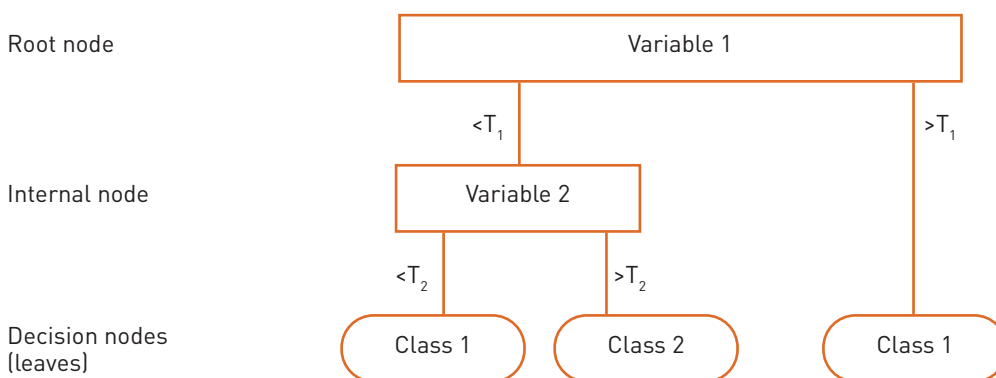 Root node
Variable 1
<T₁
>T₁
Internal node
Variable 2
<T₂
>T₂
Decision nodes
(leaves)
Class 1
Class 2
Class 1